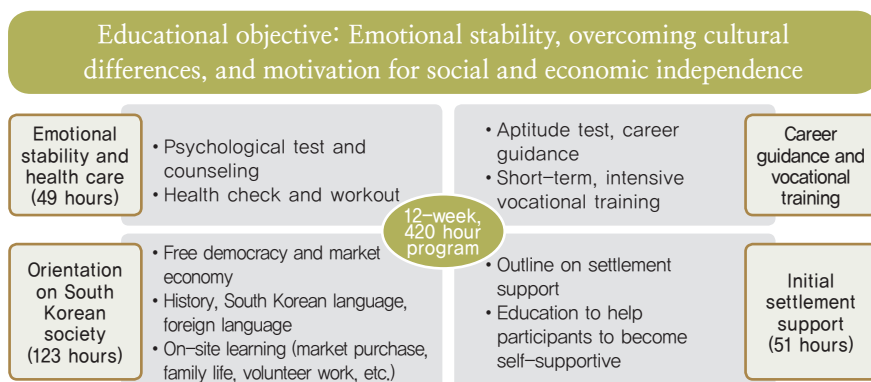 Educational objective: Emotional stability, overcoming cultural
differences, and motivation for social and economic independence
Emotional
stability and
health care
(49 hours)
• Psychological test and
counseling
• Health check and workout
• Aptitude test, career
guidance
• Short-term, intensive
vocational training
Career
guidance and
vocational
training
12-week,
420 hour
program
Orientation
on South
Korean
society
(123 hours)
• Free democracy and market
economy
• History, South Korean language,
foreign language
• On-site learning (market purchase,
family life, volunteer work, etc.)
• Outline on settlement
support
• Education to help
participants to become
self-supportive
Initial
settlement
support
(51 hours)